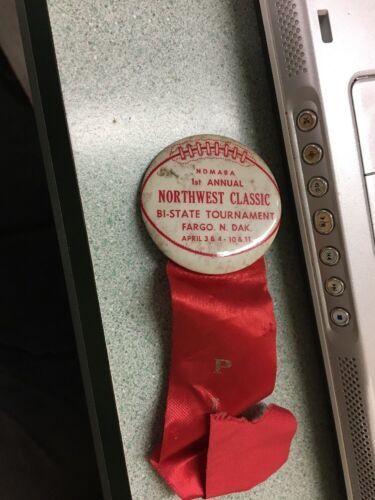 NDMABA
1st ANNUAL
NORTHWEST CLASSIC
BI-STATE TOURNAMENT
FARGO. N. DAK.
APRIL 3 & 4 - 10 & 11
P